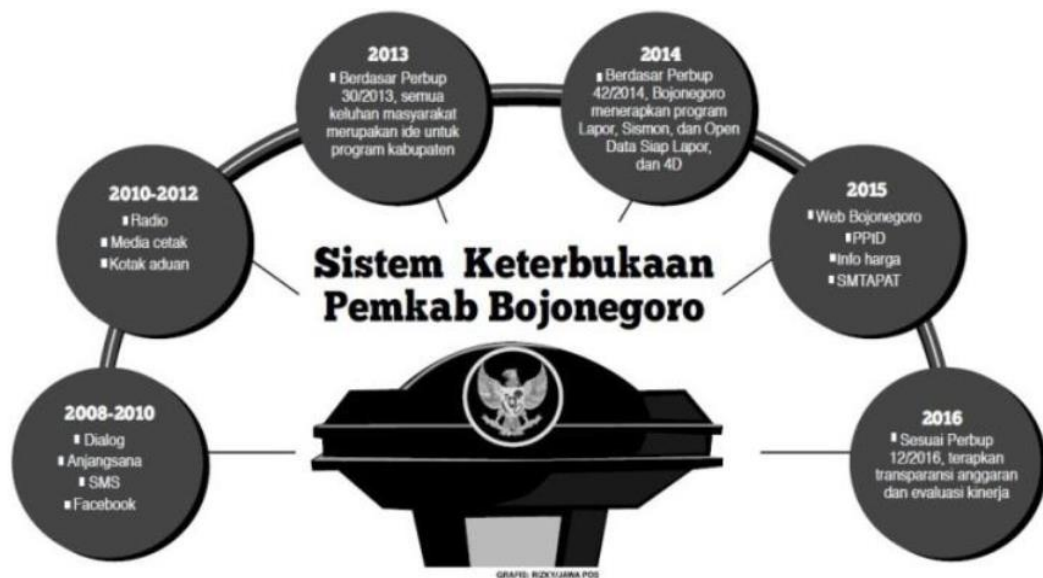 Sistem Keterbukaan
Pemkab Bojonegoro
2008-2010
Dialog
Anjangsana
SMS
Facebook
2010-2012
Radio
Media cetak
Kotak aduan
2013
Berdasar Perbup
30/2013, semua
keluhan masyarakat
merupakan ide untuk
program kabupaten
2014
Berdasar Perbup
42/2014, Bojonegoro
menerapkan program
Lapor, Sismon, dan Open
Data Siap Lapor,
dan 4D
2015
Web Bojonegoro
PPID
Info harga
SMTAPAT
2016
Sesuai Perbup
12/2016, terapkan
transparansi anggaran
dan evaluasi kinerja
GRAFIS: RIZKY/JAWA POS